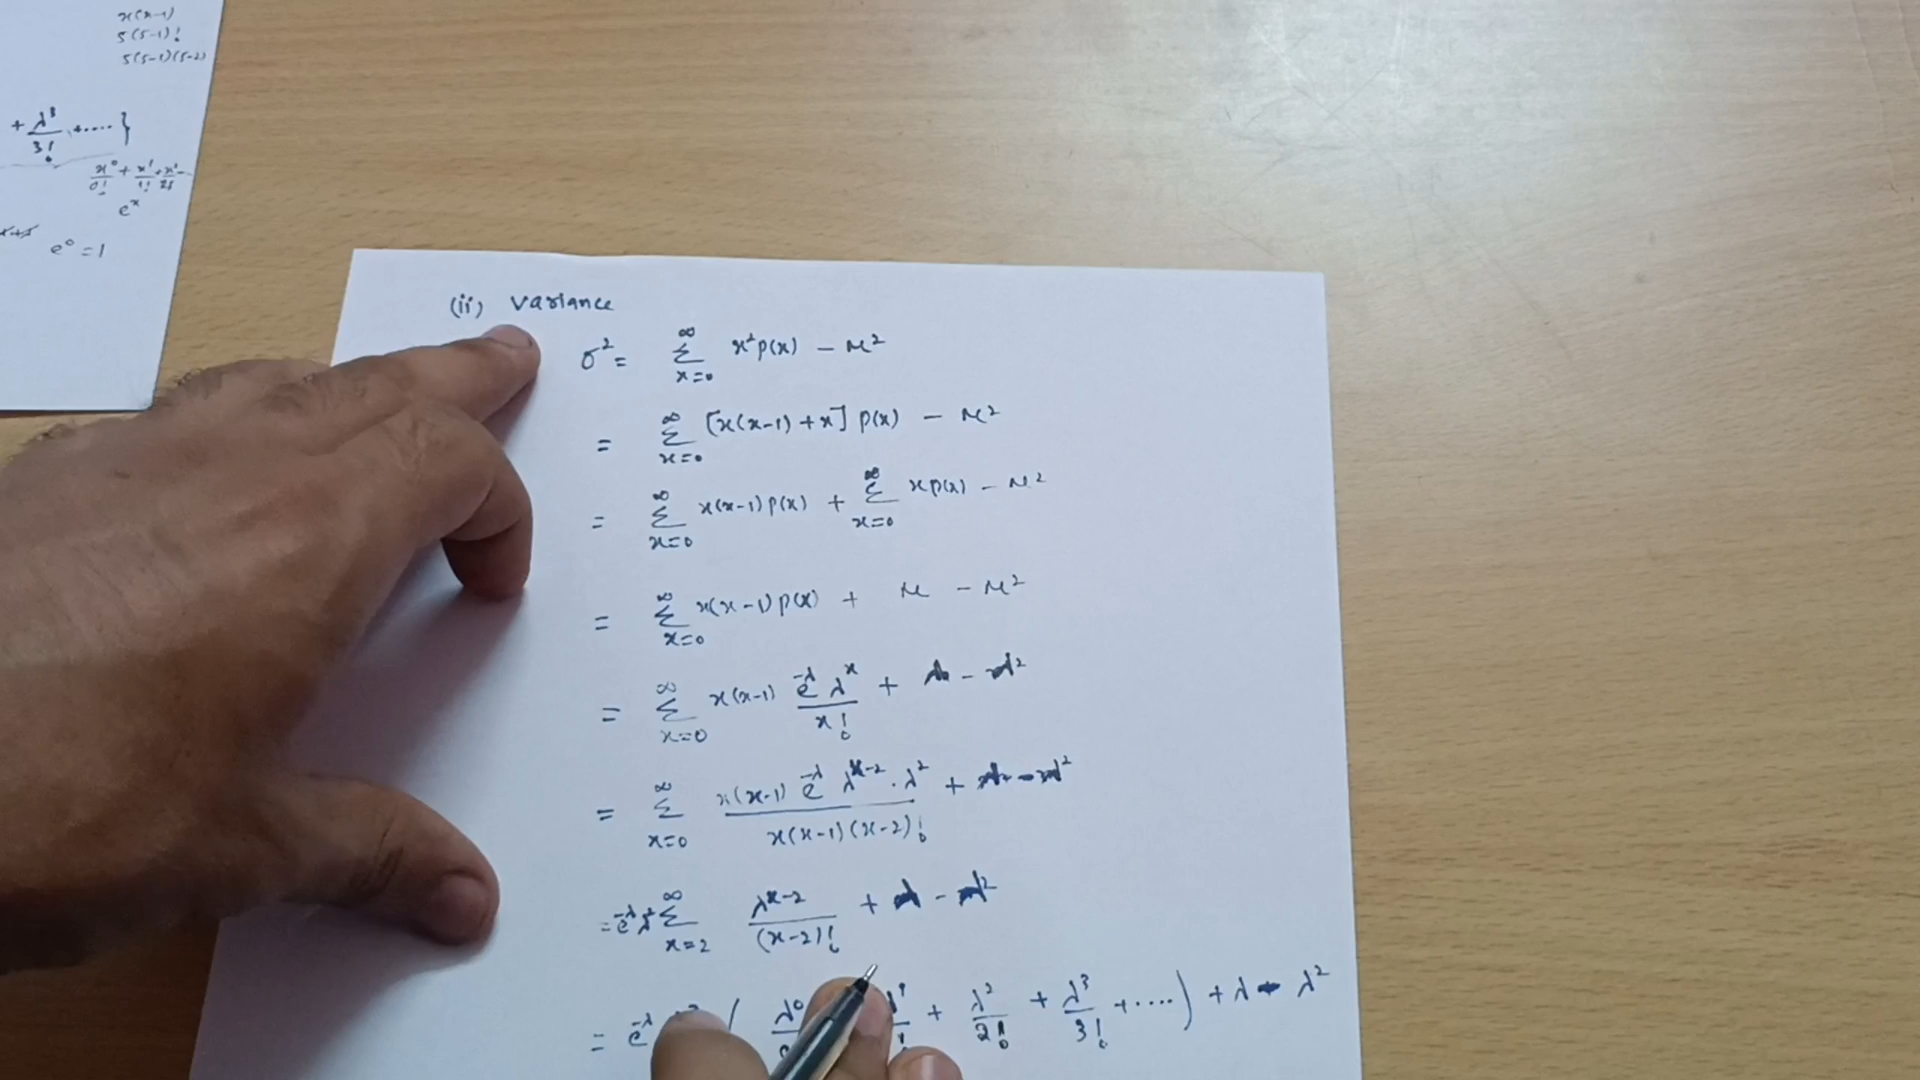 x(x-1)
5(5-1)!
5(5-1)(5-2)
+ λ³/3! + ....}
x⁰/0! + x¹/1! +
eˣ
e⁰ = 1
(ii) Variance
σ² = Σ_{x=0}^{∞} x²p(x) - μ²
= Σ_{x=0}^{∞} [x(x-1) + x] p(x) - μ²
= Σ_{x=0}^{∞} x(x-1) p(x) + Σ_{x=0}^{∞} x p(x) - μ²
= Σ_{x=0}^{∞} x(x-1) p(x) + μ - μ²
= Σ_{x=0}^{∞} x(x-1) e^{-λ} λ^x / x! + λ - λ²
= Σ_{x=0}^{∞} x(x-1) e^{-λ} λ^{x-2} . λ² / x(x-1)(x-2)! + λ - λ²
= e^{-λ} λ² Σ_{x=2}^{∞} λ^{x-2} / (x-2)! + λ - λ²
= e^{-λ} ( λ⁰ + λ²/2! + λ³/3! + ....) + λ - λ²